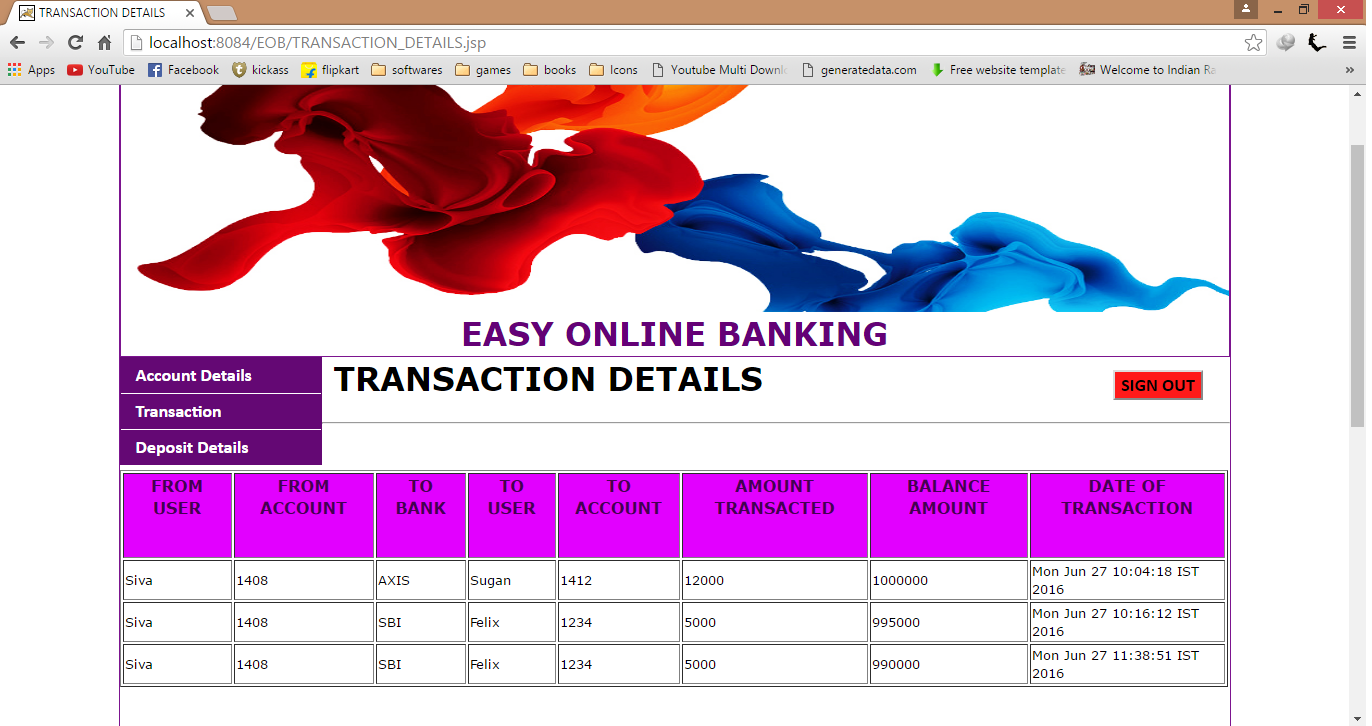 TRANSACTION DETAILS
localhost:8084/EOB/TRANSACTION_DETAILS.jsp
Apps YouTube Facebook kickass flipkart softwares games books Icons Youtube Multi Downl generatedata.com Free website template Welcome to Indian Ra »
EASY ONLINE BANKING
Account Details
Transaction
Deposit Details
TRANSACTION DETAILS
SIGN OUT
FROM USER FROM ACCOUNT TO BANK TO USER TO ACCOUNT AMOUNT TRANSACTED BALANCE AMOUNT DATE OF TRANSACTION
Siva 1408 AXIS Sugan 1412 12000 1000000 Mon Jun 27 10:04:18 IST 2016
Siva 1408 SBI Felix 1234 5000 995000 Mon Jun 27 10:16:12 IST 2016
Siva 1408 SBI Felix 1234 5000 990000 Mon Jun 27 11:38:51 IST 2016